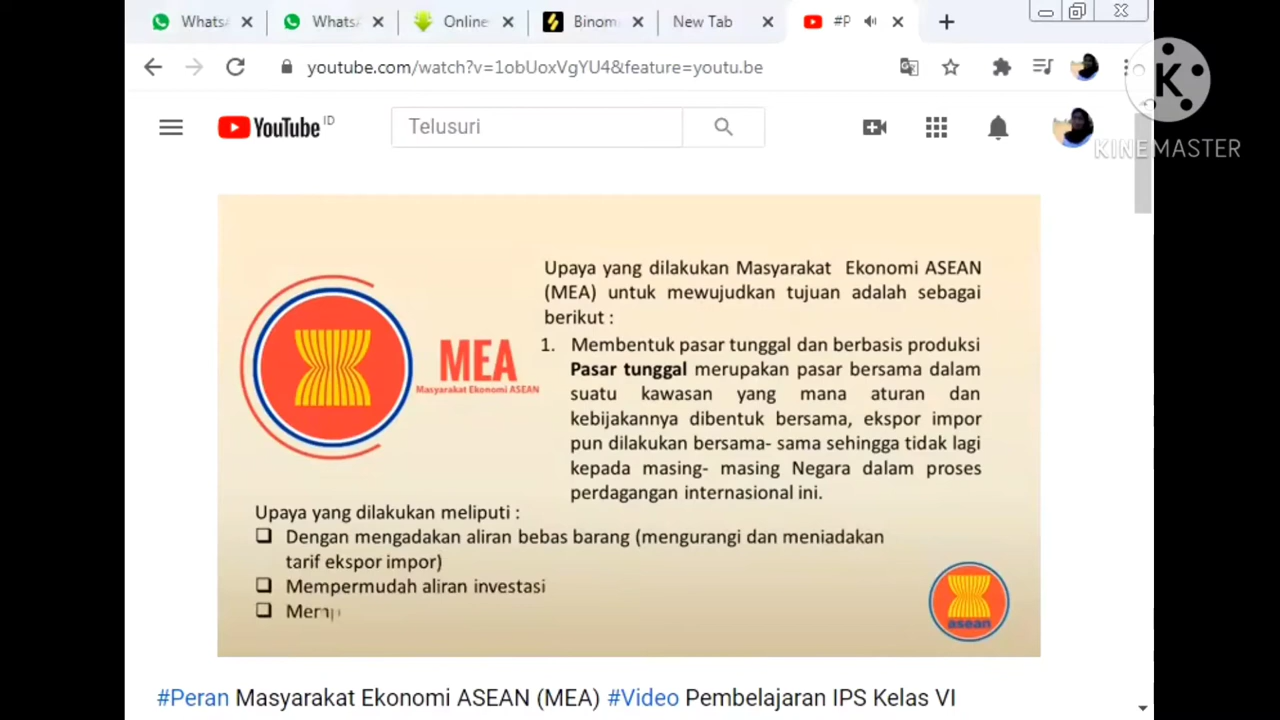 Whats
Whats
Online
Binom
New Tab
#P
youtube.com/watch?v=1obUoxVgYU4&feature=youtu.be
K
KINEMASTER
YouTube ID
Telusuri
Upaya yang dilakukan Masyarakat Ekonomi ASEAN
(MEA) untuk mewujudkan tujuan adalah sebagai
berikut :
1. Membentuk pasar tunggal dan berbasis produksi
Pasar tunggal merupakan pasar bersama dalam
suatu kawasan yang mana aturan dan
kebijakannya dibentuk bersama, ekspor impor
pun dilakukan bersama- sama sehingga tidak lagi
kepada masing- masing Negara dalam proses
perdagangan internasional ini.
MEA
Masyarakat Ekonomi ASEAN
Upaya yang dilakukan meliputi :
Dengan mengadakan aliran bebas barang (mengurangi dan meniadakan
tarif ekspor impor)
Mempermudah aliran investasi
Memp
asean
#Peran Masyarakat Ekonomi ASEAN (MEA) #Video Pembelajaran IPS Kelas VI